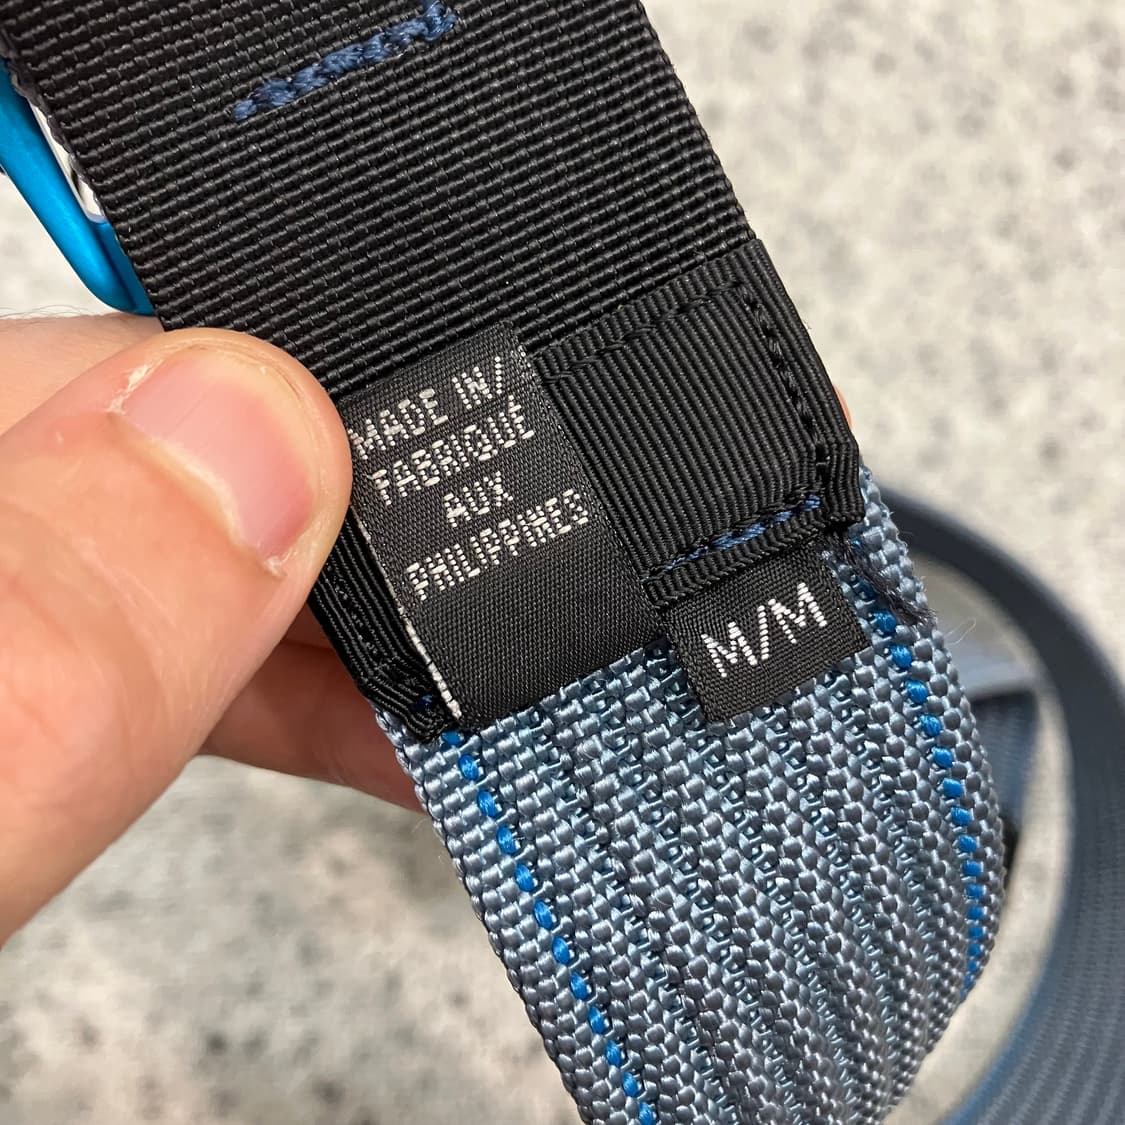 MADE IN/
FABRIQUÉ
AUX
PHILIPPINES
M/M